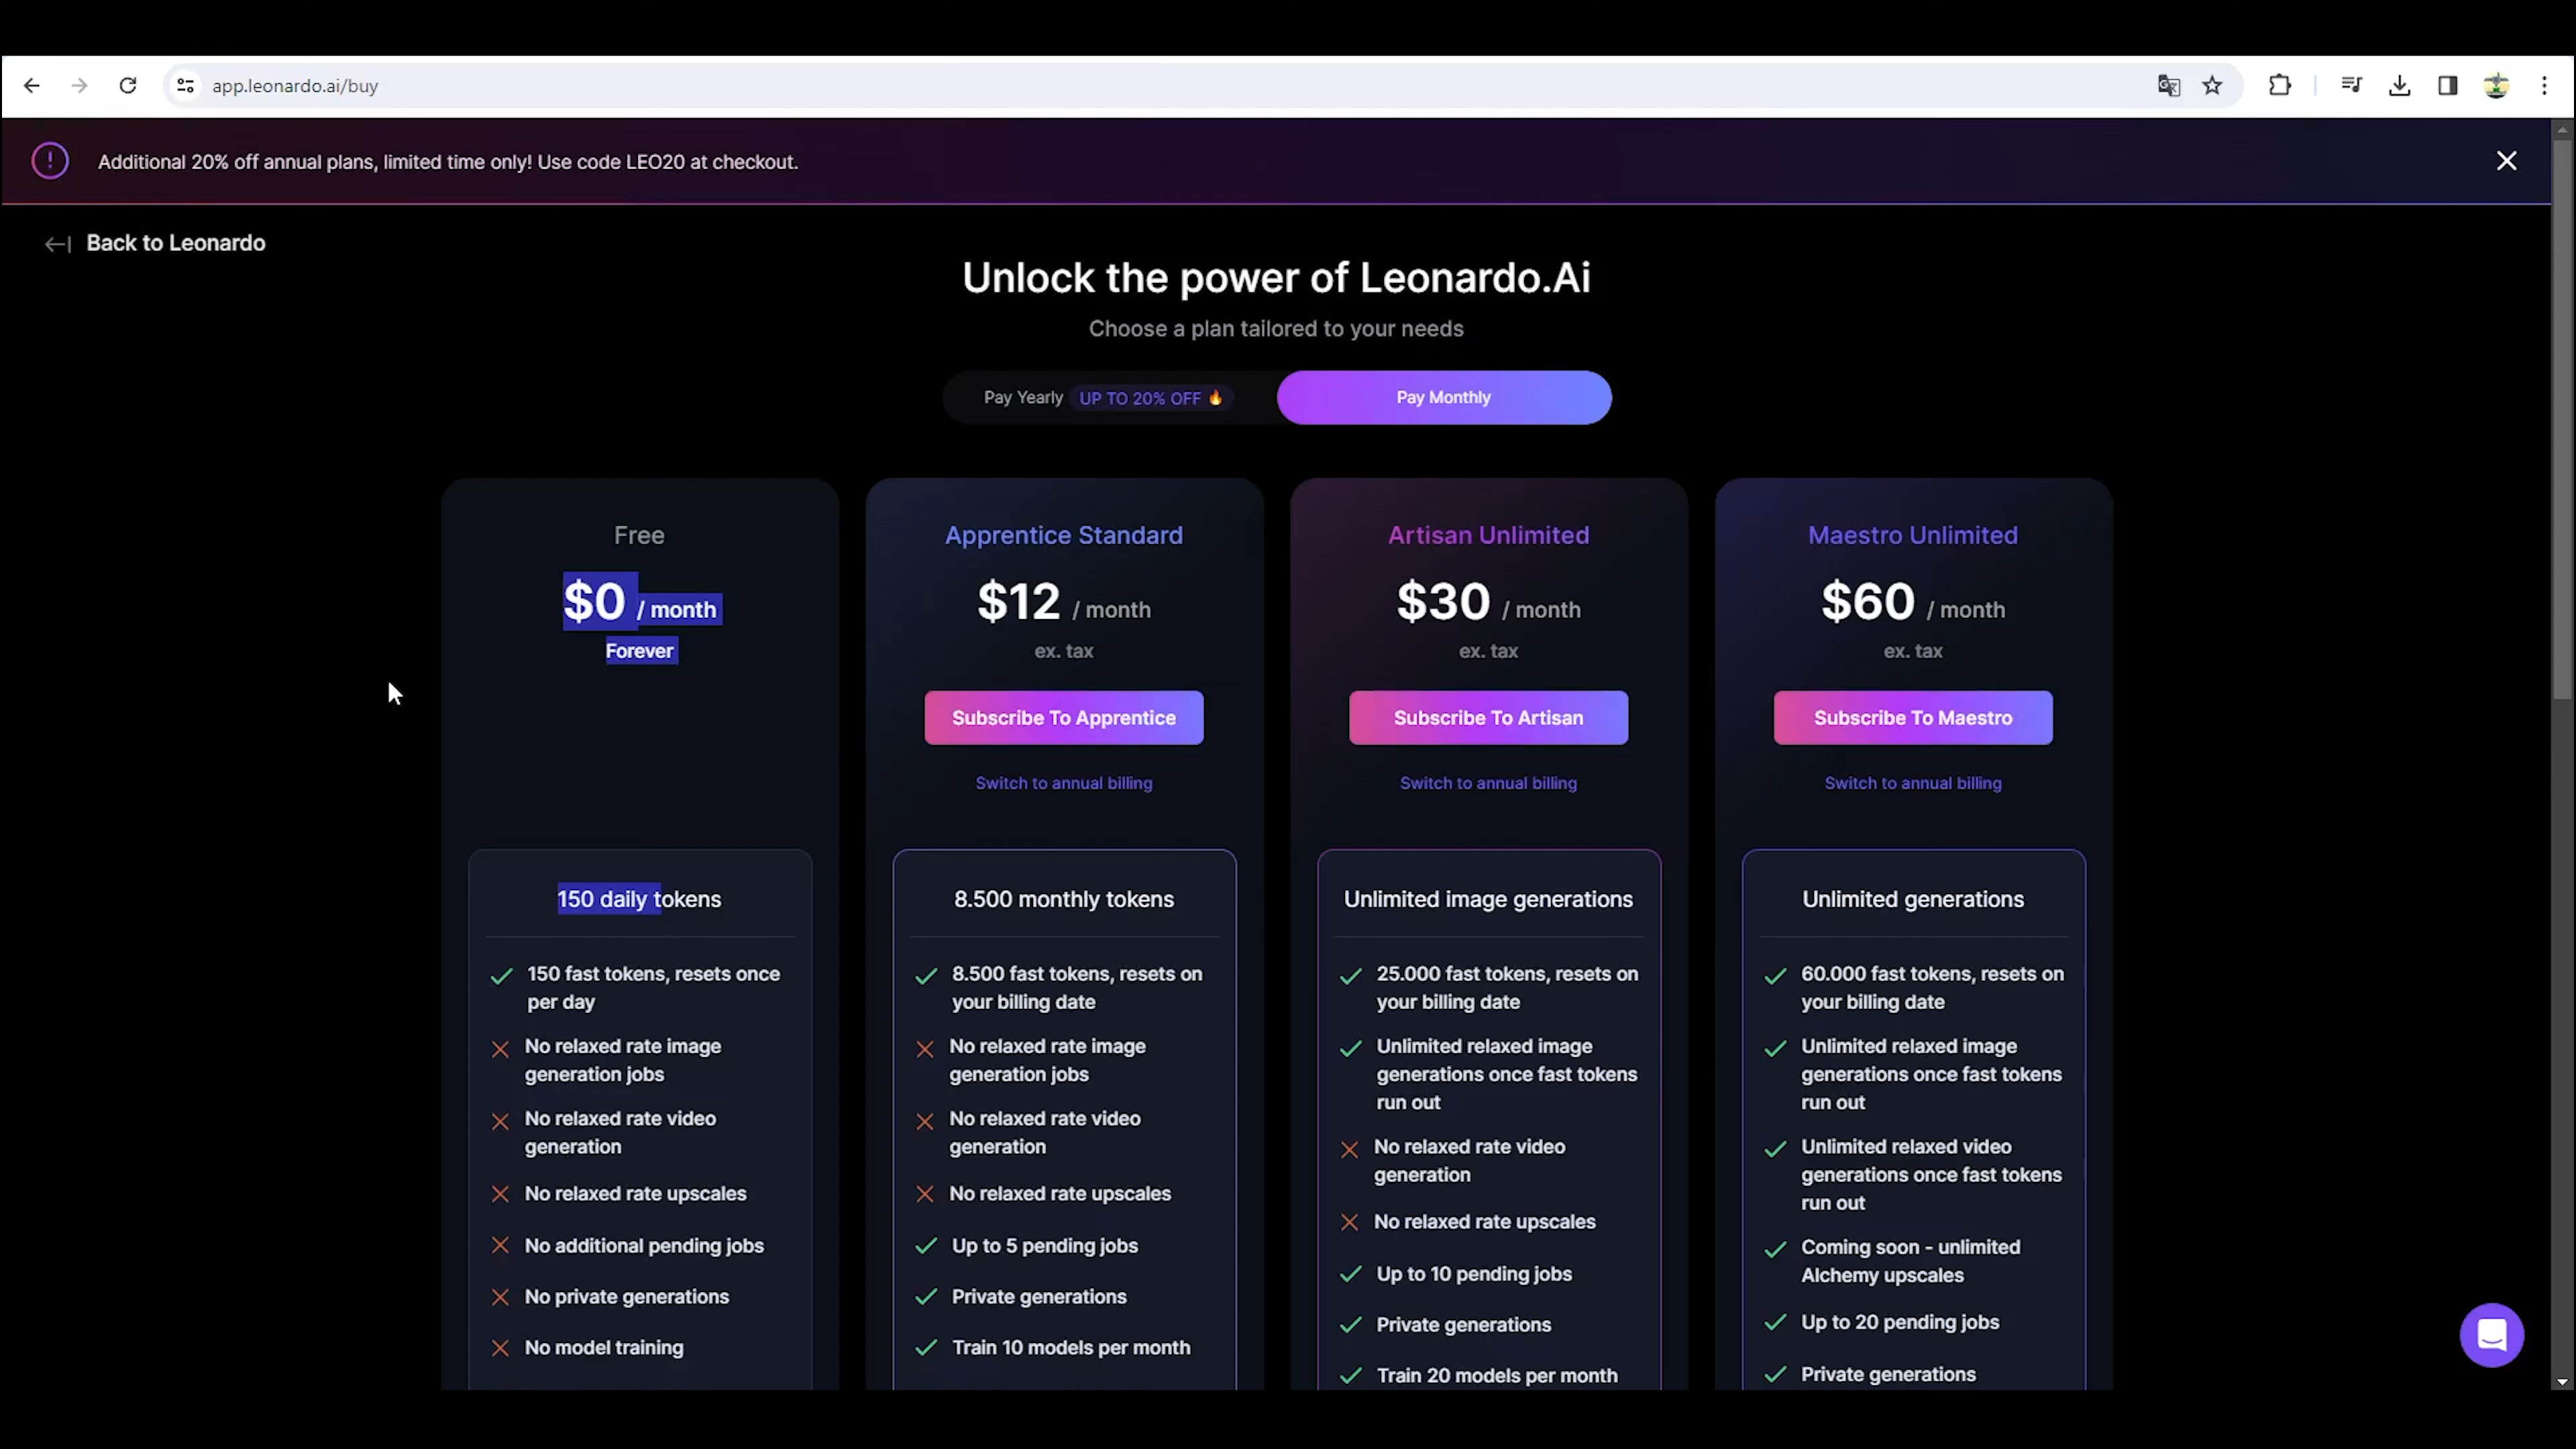 app.leonardo.ai/buy
Additional 20% off annual plans, limited time only! Use code LEO20 at checkout.
Back to Leonardo
Unlock the power of Leonardo.Ai
Choose a plan tailored to your needs
Pay Yearly UP TO 20% OFF 🔥
Pay Monthly
Free
$0 / month
Forever
150 daily tokens
150 fast tokens, resets once
per day
No relaxed rate image
generation jobs
No relaxed rate video
generation
No relaxed rate upscales
No additional pending jobs
No private generations
No model training
Apprentice Standard
$12 / month
ex. tax
Subscribe To Apprentice
Switch to annual billing
8.500 monthly tokens
8.500 fast tokens, resets on
your billing date
No relaxed rate image
generation jobs
No relaxed rate video
generation
No relaxed rate upscales
Up to 5 pending jobs
Private generations
Train 10 models per month
Artisan Unlimited
$30 / month
ex. tax
Subscribe To Artisan
Switch to annual billing
Unlimited image generations
25.000 fast tokens, resets on
your billing date
Unlimited relaxed image
generations once fast tokens
run out
No relaxed rate video
generation
No relaxed rate upscales
Up to 10 pending jobs
Private generations
Train 20 models per month
Maestro Unlimited
$60 / month
ex. tax
Subscribe To Maestro
Switch to annual billing
Unlimited generations
60.000 fast tokens, resets on
your billing date
Unlimited relaxed image
generations once fast tokens
run out
Unlimited relaxed video
generations once fast tokens
run out
Coming soon - unlimited
Alchemy upscales
Up to 20 pending jobs
Private generations